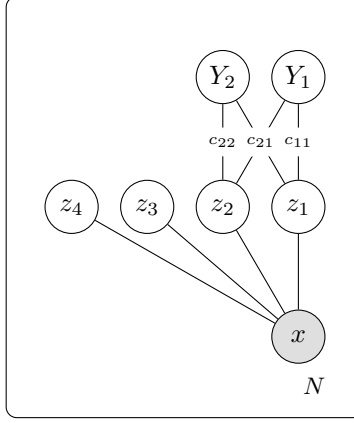 Y₂ Y₁
c₂₂ c₂₁ c₁₁
z₄ z₃ z₂ z₁
x
N